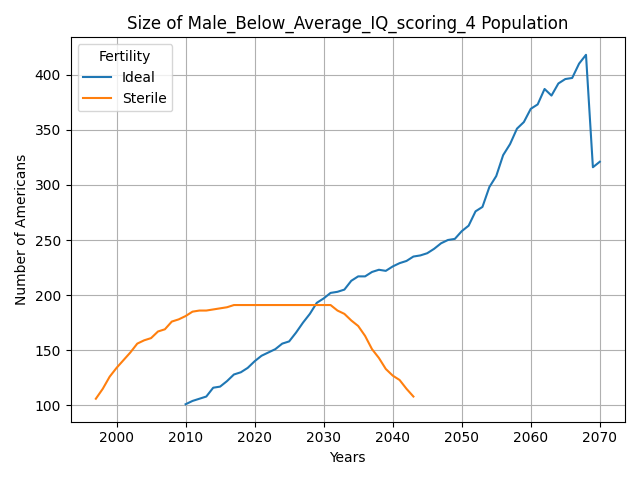 Size of Male_Below_Average_IQ_scoring_4 Population
Fertility
Ideal
Sterile
Number of Americans
400
350
300
250
200
150
100
2000 2010 2020 2030 2040 2050 2060 2070
Years